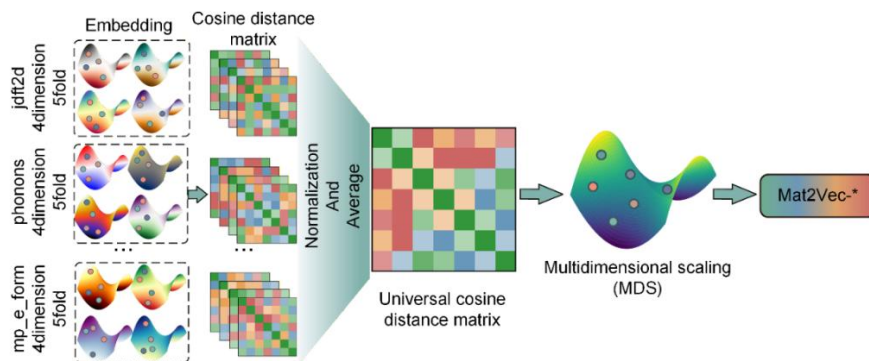 Embedding
Cosine distance
matrix
jdft2d
4dimension
5fold
phonons
4dimension
5fold
...
...
mp_e_form
4dimension
5fold
Normalization
And
Average
Universal cosine
distance matrix
Multidimensional scaling
(MDS)
Mat2Vec-*